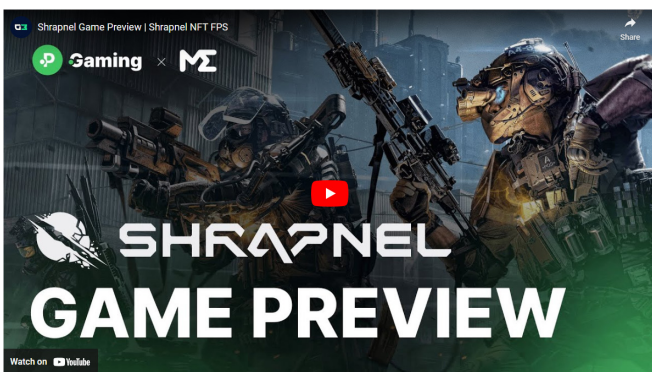 Shrapnel Game Preview | Shrapnel NFT FPS
Share
Gaming × ME
SHRAPNEL
GAME PREVIEW
Watch on YouTube